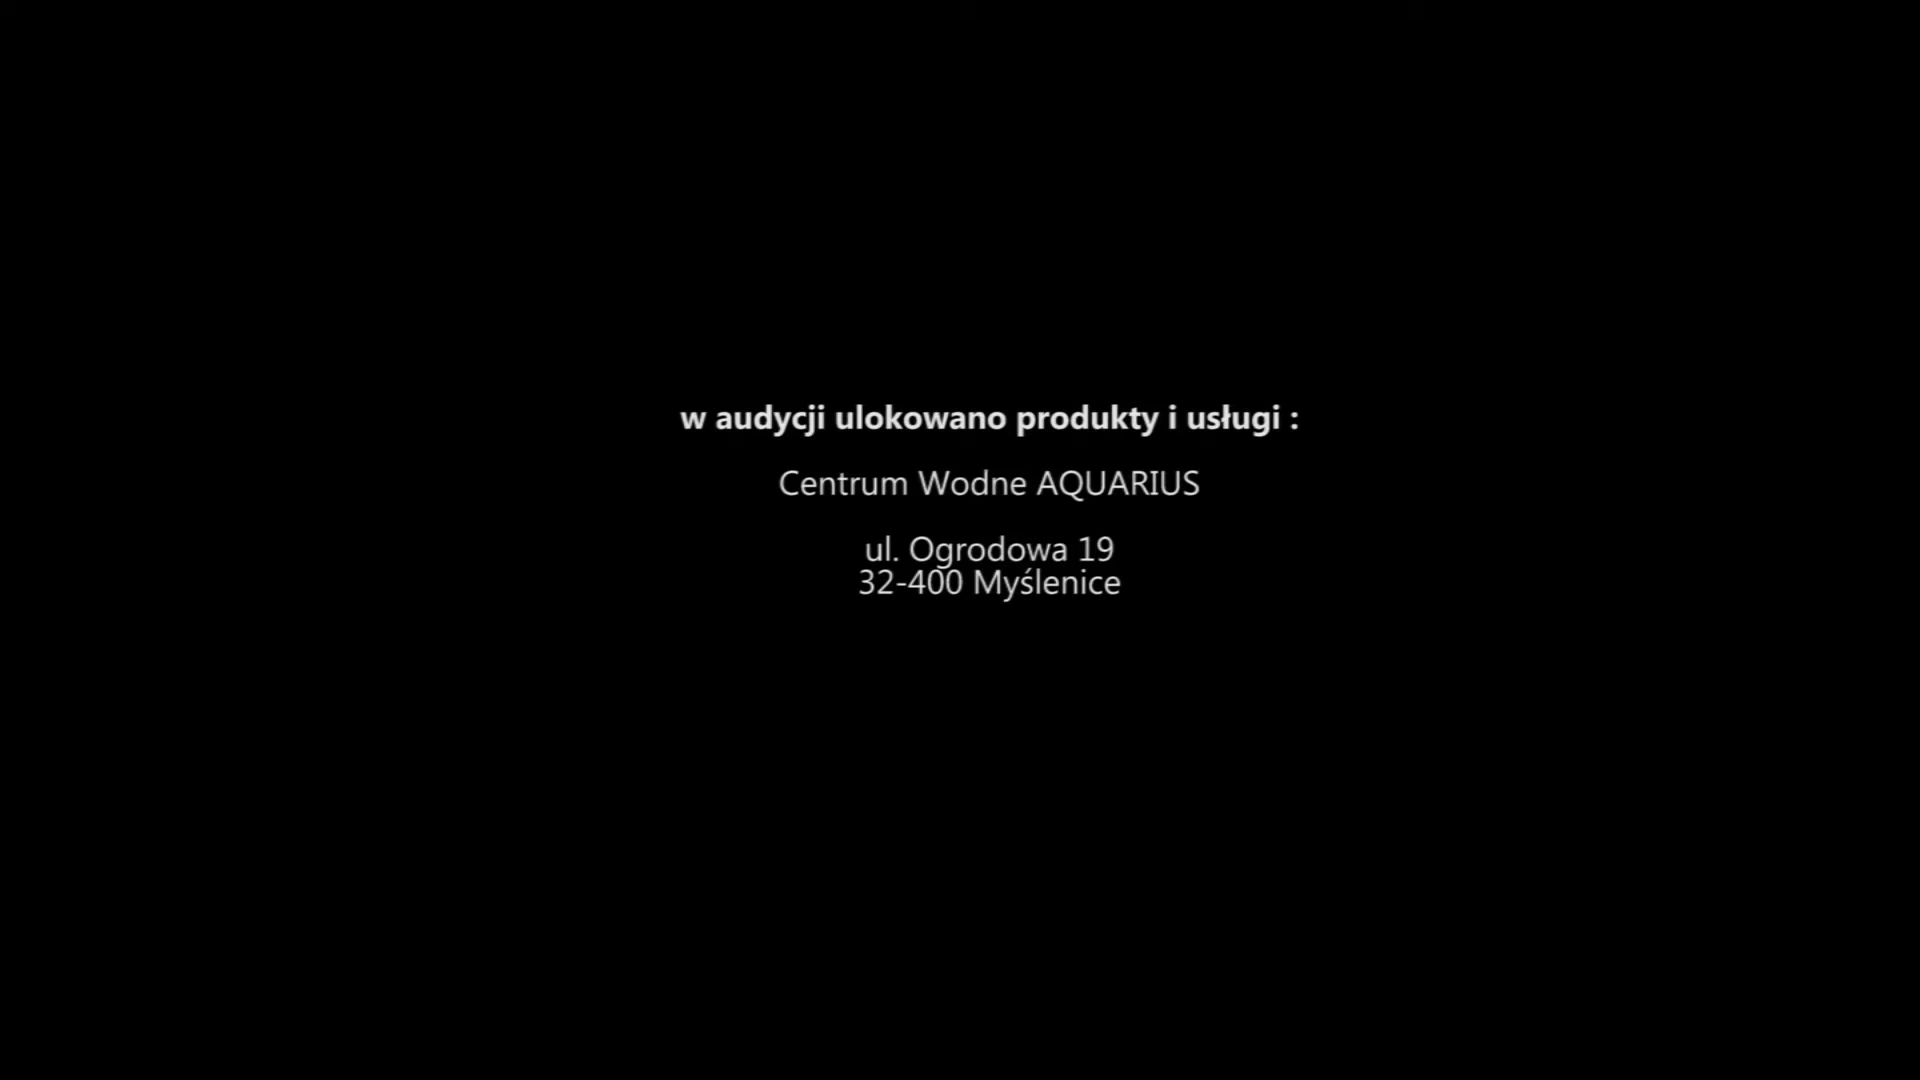 w audycji ulokowano produkty i usługi :
Centrum Wodne AQUARIUS
ul. Ogrodowa 19
32-400 Myślenice